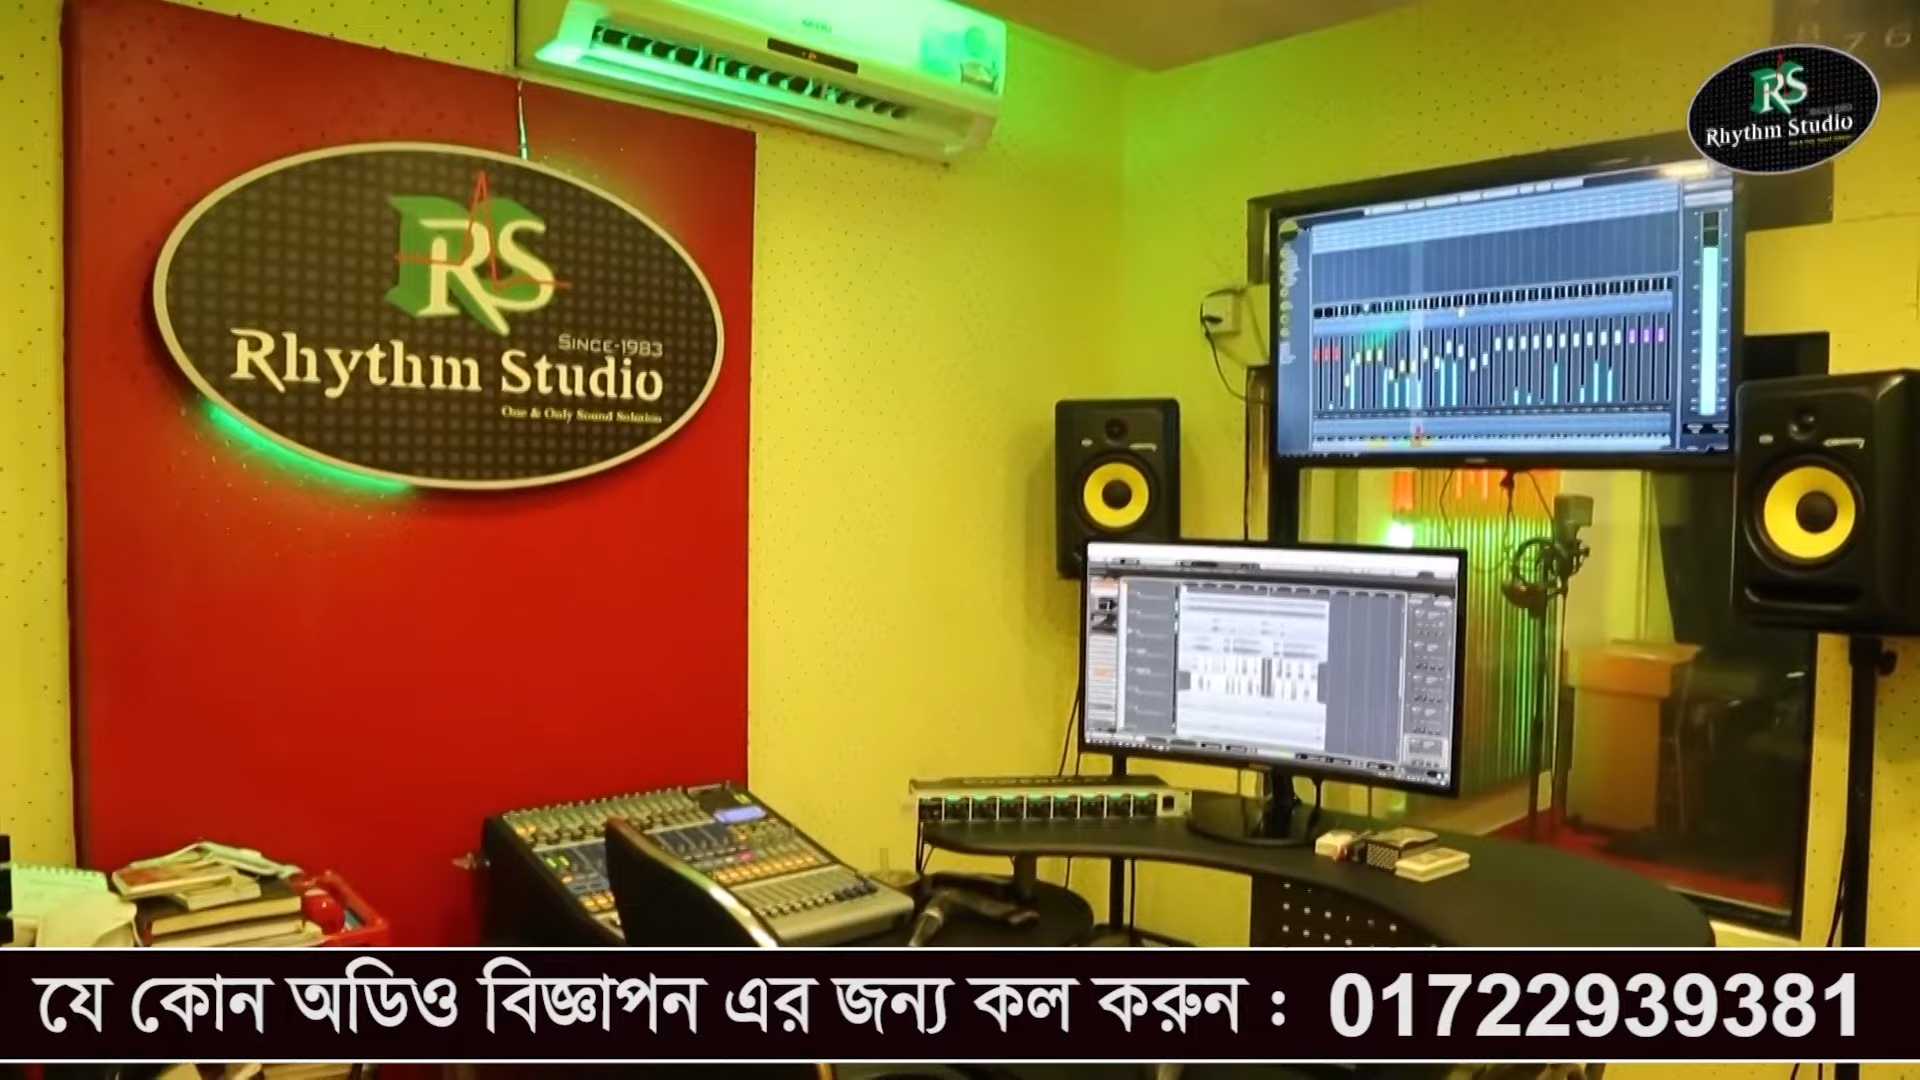 RS
SINCE-1983
Rhythm Studio
One & Only Sound Solution
RS
Rhythm Studio
যে কোন অডিও বিজ্ঞাপন এর জন্য কল করুন : 01722939381